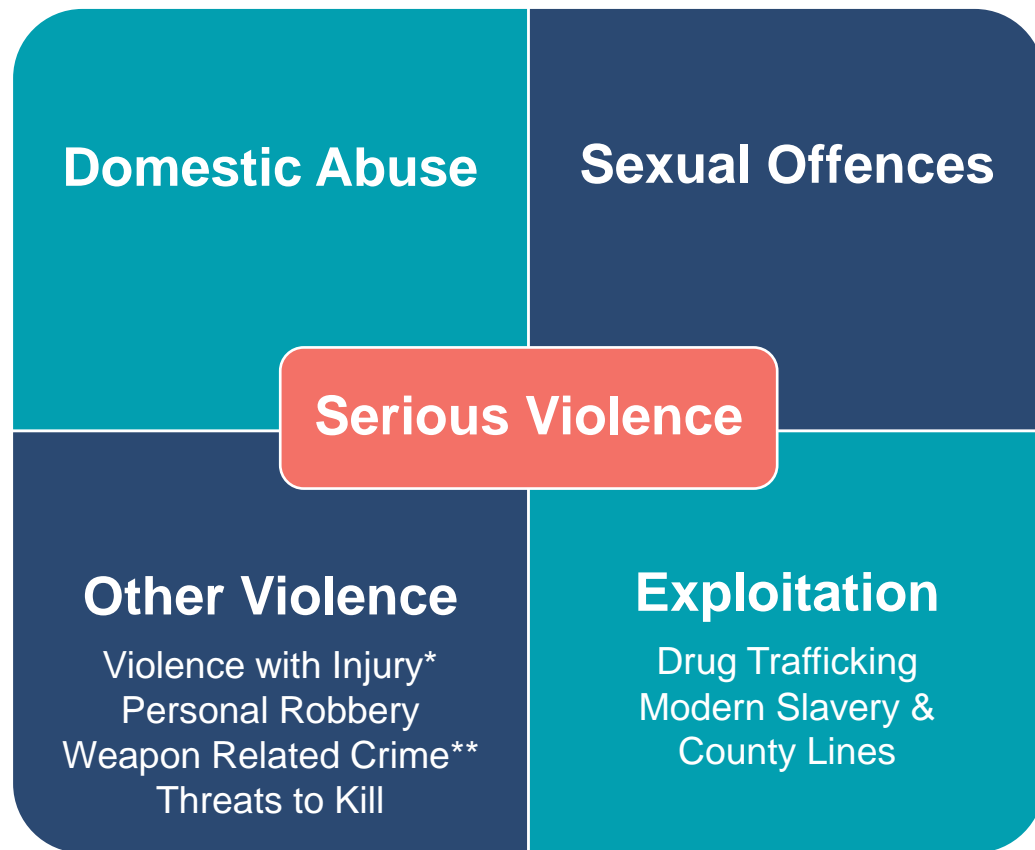 Domestic Abuse
Sexual Offences
Serious Violence
Other Violence
Violence with Injury*
Personal Robbery
Weapon Related Crime**
Threats to Kill
Exploitation
Drug Trafficking
Modern Slavery &
County Lines